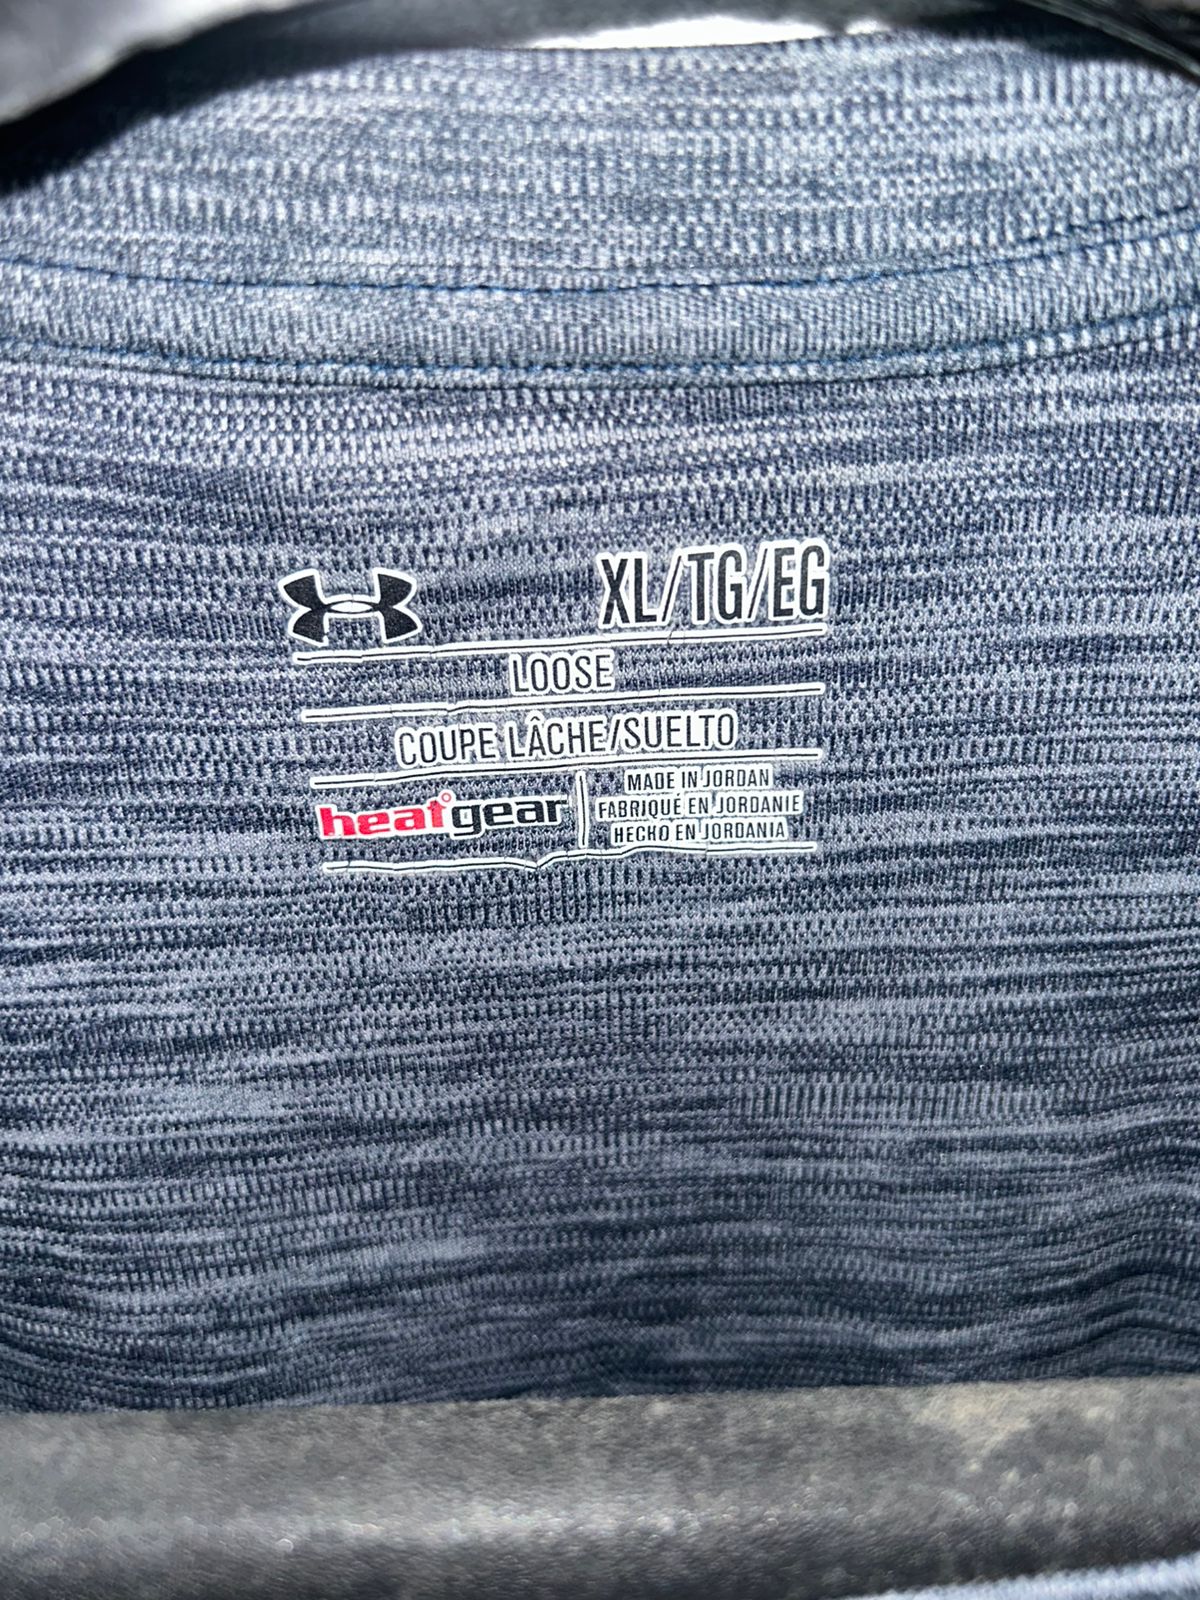 XL/TG/EG
LOOSE
COUPE LÂCHE/SUELTO
heatgear
MADE IN JORDAN
FABRIQUÉ EN JORDANIE
HECHO EN JORDANIA